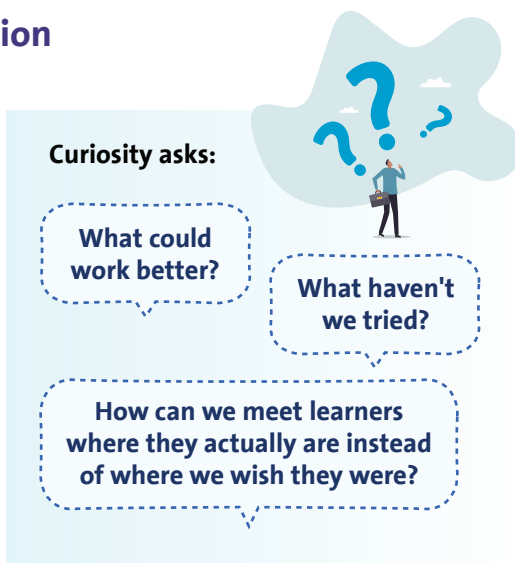 ion
Curiosity asks:
What could
work better?
What haven't
we tried?
How can we meet learners
where they actually are instead
of where we wish they were?